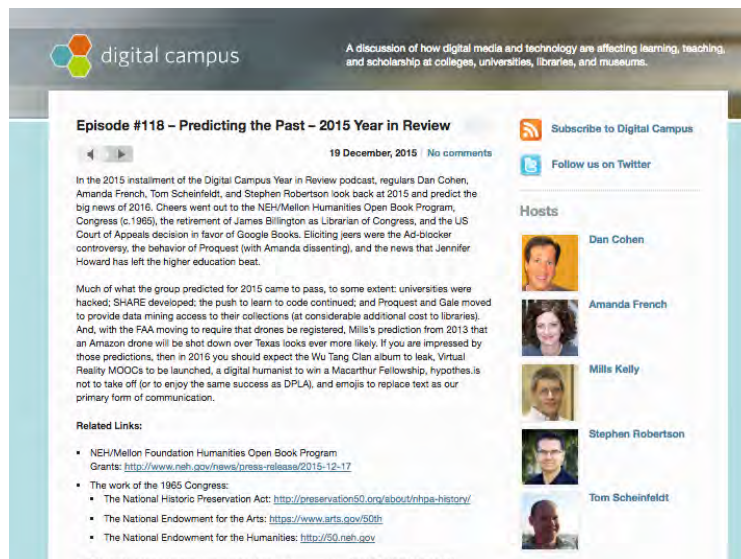 digital campus
A discussion of how digital media and technology are affecting learning, teaching,
and scholarship at colleges, universities, libraries, and museums.
Episode #118 – Predicting the Past – 2015 Year in Review
19 December, 2015 | No comments
In the 2015 installment of the Digital Campus Year in Review podcast, regulars Dan Cohen,
Amanda French, Tom Scheinfeldt, and Stephen Robertson look back at 2015 and predict the
big news of 2016. Cheers went out to the NEH/Mellon Humanities Open Book Program,
Congress (c.1965), the retirement of James Billington as Librarian of Congress, and the US
Court of Appeals decision in favor of Google Books. Eliciting jeers were the Ad-blocker
controversy, the behavior of Proquest (with Amanda dissenting), and the news that Jennifer
Howard has left the higher education beat.
Much of what the group predicted for 2015 came to pass, to some extent: universities were
hacked; SHARE developed; the push to learn to code continued; and Proquest and Gale moved
to provide data mining access to their collections (at considerable additional cost to libraries).
And, with the FAA moving to require that drones be registered, Mills's prediction from 2013 that
an Amazon drone will be shot down over Texas looks ever more likely. If you are impressed by
those predictions, then in 2016 you should expect the Wu Tang Clan album to leak, Virtual
Reality MOOCs to be launched, a digital humanist to win a Macarthur Fellowship, hypothes.is
not to take off (or to enjoy the same success as DPLA), and emojis to replace text as our
primary form of communication.
Related Links:
NEH/Mellon Foundation Humanities Open Book Program
Grants: http://www.neh.gov/news/press-release/2015-12-17
The work of the 1965 Congress:
The National Historic Preservation Act: http://preservation50.org/about/nhpa-history/
The National Endowment for the Arts: https://www.arts.gov/50th
The National Endowment for the Humanities: http://50.neh.gov
Subscribe to Digital Campus
Follow us on Twitter
Hosts
Dan Cohen
Amanda French
Mills Kelly
Stephen Robertson
Tom Scheinfeldt